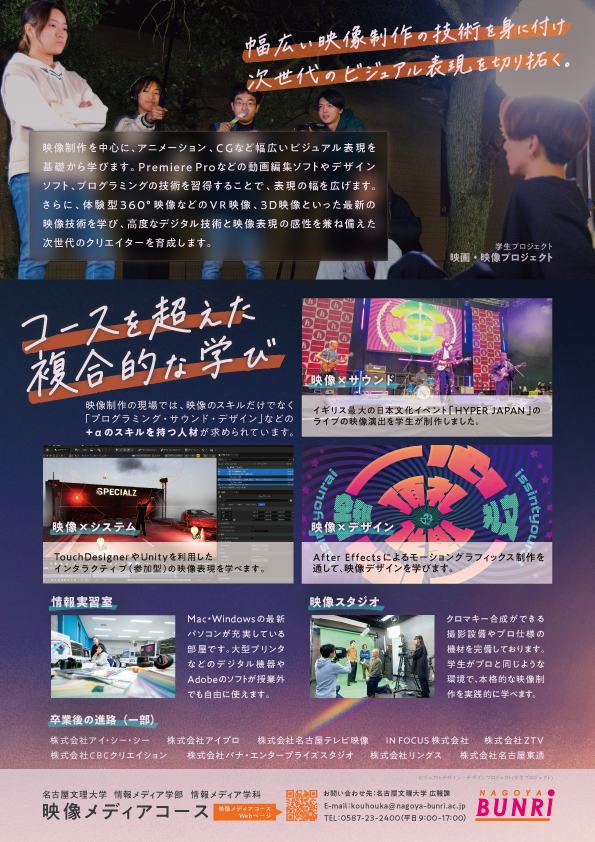 幅広い映像制作の技術を身に付け
次世代のビジュアル表現を切り拓く。
映像制作を中心に、アニメーション、CGなど幅広いビジュアル表現を
基礎から学びます。Premiere Proなどの動画編集ソフトやデザイン
ソフト、プログラミングの技術を習得することで、表現の幅を広げます。
さらに、体験型360°映像などのVR映像、3D映像といった最新の
映像技術を学び、高度なデジタル技術と映像表現の感性を兼ね備えた
次世代のクリエイターを育成します。
学生プロジェクト
映画・映像プロジェクト
コースを超えた
複合的な学び
映像制作の現場では、映像のスキルだけでなく
「プログラミング・サウンド・デザイン」などの
+αのスキルを持つ人材が求められています。
映像×サウンド
イギリス最大の日本文化イベント「HYPER JAPAN」の
ライブの映像演出を学生が制作しました。
SPECIALZ
映像×システム
TouchDesignerやUnityを利用した
インタラクティブ（参加型）の映像表現を学べます。
映像×デザイン
After Effectsによるモーショングラフィックス制作を
通して、映像デザインを学びます。
情報実習室
Mac・Windowsの最新
パソコンが充実している
部屋です。大型プリンタ
などのデジタル機器や
Adobeのソフトが授業外
でも自由に使えます。
映像スタジオ
クロマキー合成ができる
撮影設備やプロ仕様の
機材を完備しております。
学生がプロと同じような
環境で、本格的な映像制
作を実践的に学べます。
卒業後の進路（一部）
株式会社アイ・シー・シー 株式会社アイプロ 株式会社名古屋テレビ映像 IN FOCUS株式会社 株式会社ZTV
株式会社CBCクリエイション 株式会社バナ・エンタープライズスタジオ 株式会社リングス 株式会社名古屋東通
ビジュアルデザイン・デザインプロジェクト(学生プロジェクト)
名古屋文理大学 情報メディア学部 情報メディア学科
映像メディアコース
映像メディアコース
Webページ
お問い合わせ先：名古屋文理大学 広報課
E-mail：kouhouka@nagoya-bunri.ac.jp
TEL：0587-23-2400（平日9:00-17:00）
NAGOYA
BUNRi